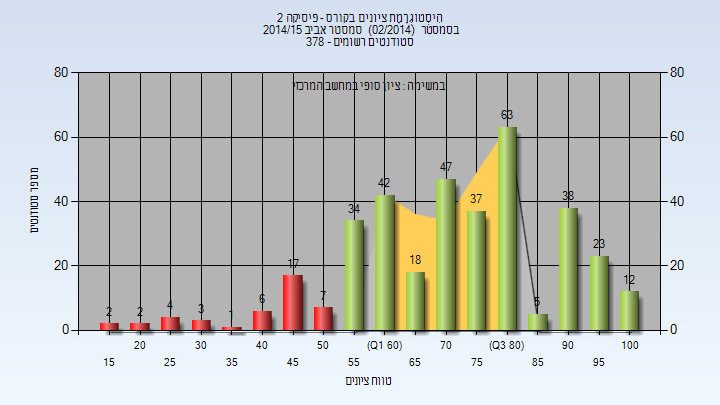 היסטוגרמת ציונים בקורס - פיסיקה 2
בסמסטר (02/2014) סמסטר אביב 2014/15
סטודנטים רשומים - 378
במשימה : ציון סופי במחשב המרכזי
80 80
60 60
40 40
20 20
0 0
מספר סטודנטים
2 2 4 3 1 6 17 7 34 42 18 47 37 63 5 38 23 12
20 30 40 50 (Q1 60) 70 (Q3 80) 90 100
15 25 35 45 55 65 75 85 95
טווח ציונים